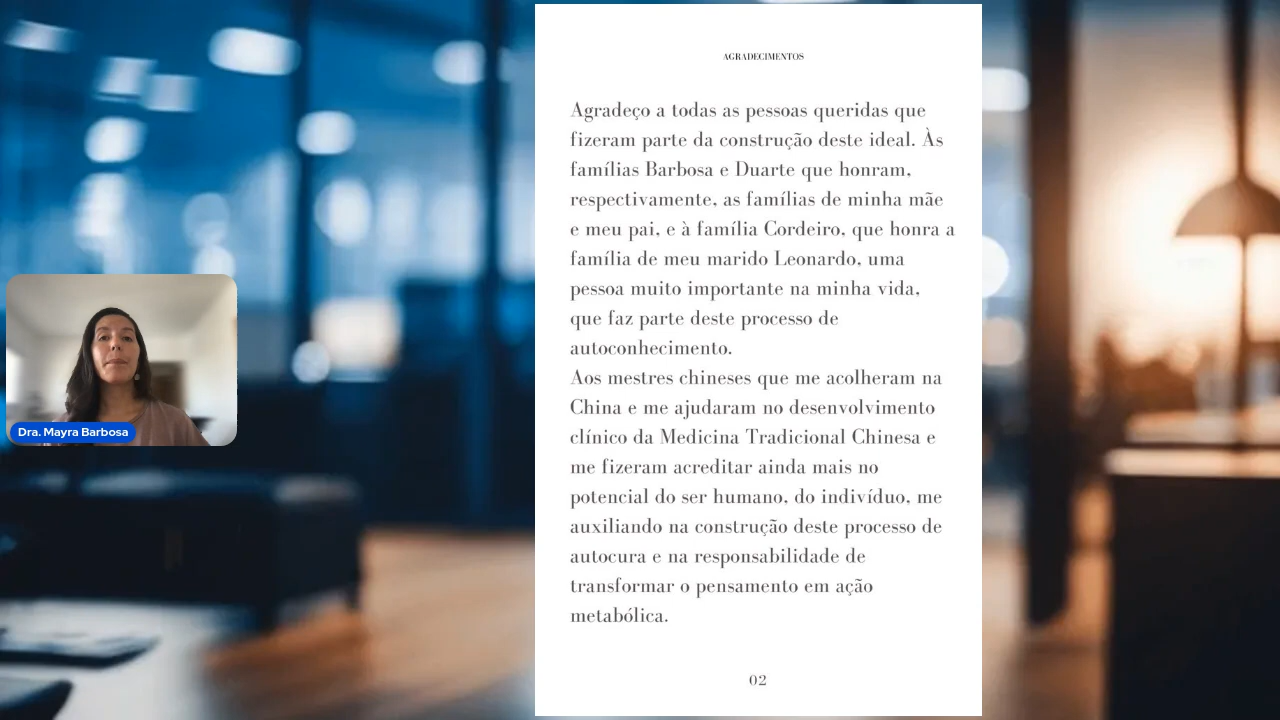 AGRADECIMENTOS
Agradeço a todas as pessoas queridas que
fizeram parte da construção deste ideal. Às
famílias Barbosa e Duarte que honram,
respectivamente, as famílias de minha mãe
e meu pai, e à família Cordeiro, que honra a
família de meu marido Leonardo, uma
pessoa muito importante na minha vida,
que faz parte deste processo de
autoconhecimento.
Aos mestres chineses que me acolheram na
China e me ajudaram no desenvolvimento
clínico da Medicina Tradicional Chinesa e
me fizeram acreditar ainda mais no
potencial do ser humano, do indivíduo, me
auxiliando na construção deste processo de
autocura e na responsabilidade de
transformar o pensamento em ação
metabólica.
02
Dra. Mayra Barbosa